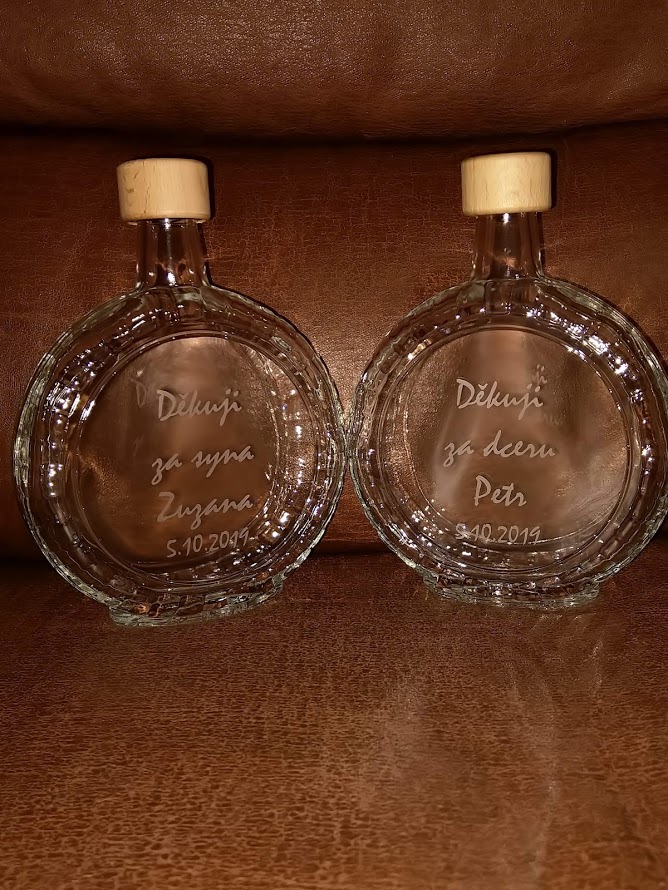 Děkuji
za syna
Zuzana
5.10.2019
Děkuji
za dceru
Petr
5.10.2019